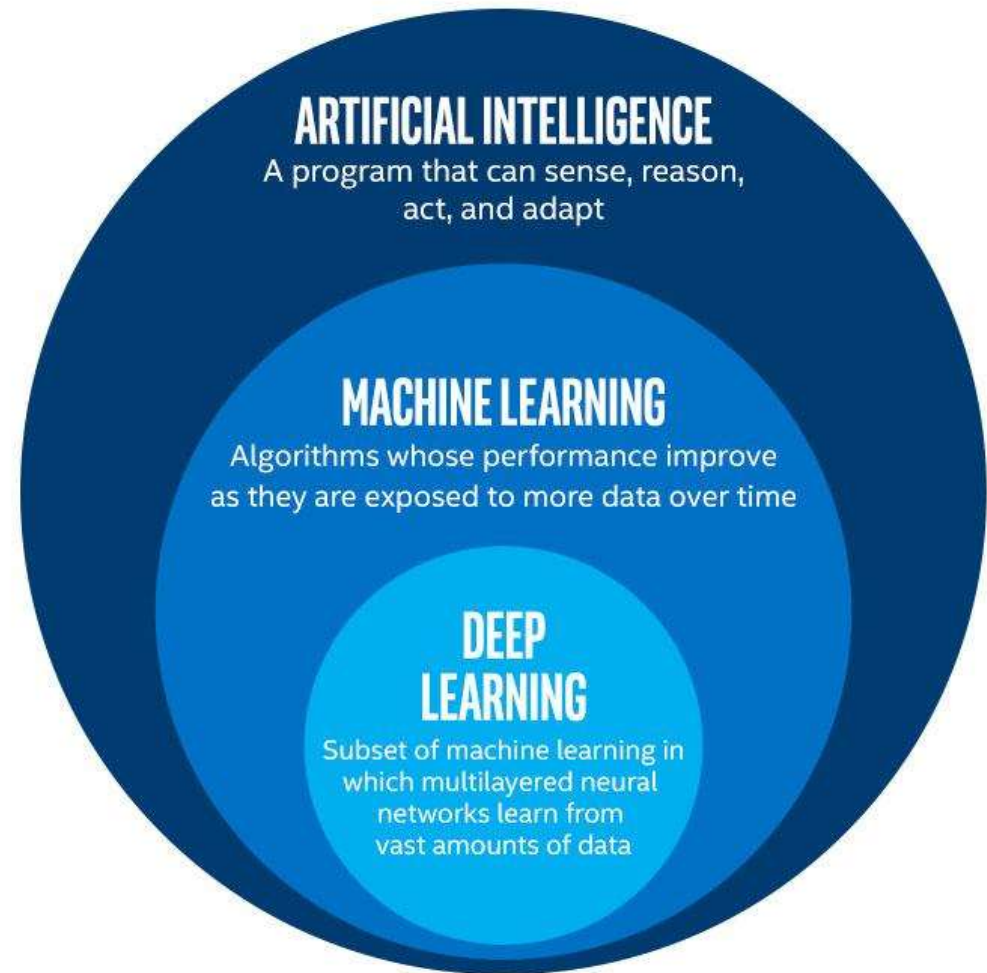 ARTIFICIAL INTELLIGENCE
A program that can sense, reason,
act, and adapt
MACHINE LEARNING
Algorithms whose performance improve
as they are exposed to more data over time
DEEP
LEARNING
Subset of machine learning in
which multilayered neural
networks learn from
vast amounts of data